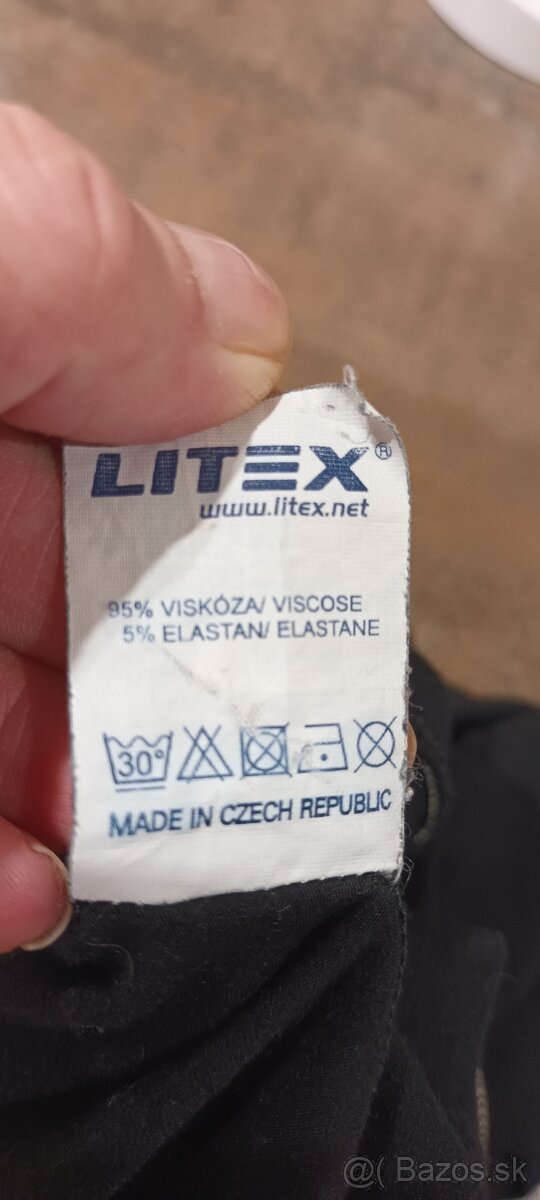 LITEX®
www.litex.net
95% VISKÓZA/ VISCOSE
5% ELASTAN/ ELASTANE
30°
MADE IN CZECH REPUBLIC
@( Bazos.sk